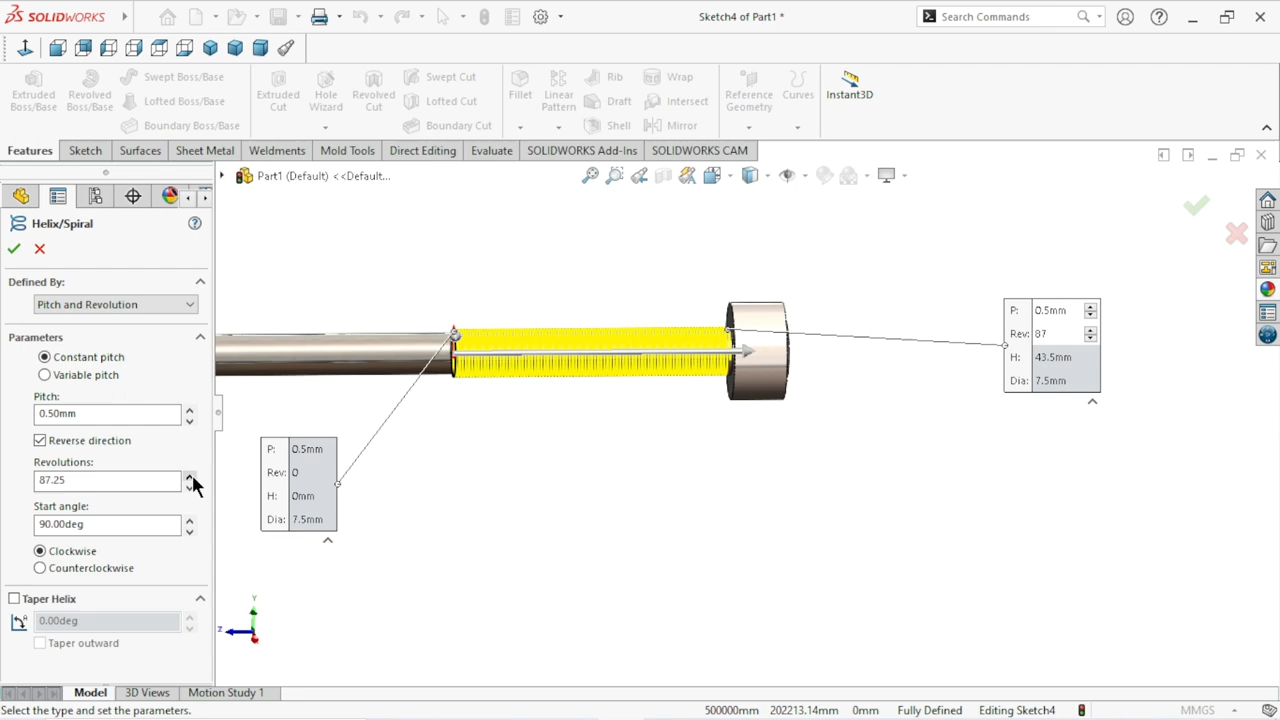 SOLIDWORKS
Sketch4 of Part1 *
Search Commands
Extruded Boss/Base
Revolved Boss/Base
Swept Boss/Base
Lofted Boss/Base
Boundary Boss/Base
Extruded Cut
Hole Wizard
Revolved Cut
Swept Cut
Lofted Cut
Boundary Cut
Fillet
Linear Pattern
Rib
Draft
Shell
Wrap
Intersect
Mirror
Reference Geometry
Curves
Instant3D
Features
Sketch
Surfaces
Sheet Metal
Weldments
Mold Tools
Direct Editing
Evaluate
SOLIDWORKS Add-Ins
SOLIDWORKS CAM
Part1 (Default) <<Default...
Helix/Spiral
Defined By:
Pitch and Revolution
Parameters
Constant pitch
Variable pitch
Pitch:
0.50mm
Reverse direction
Revolutions:
87.25
Start angle:
90.00deg
Clockwise
Counterclockwise
Taper Helix
0.00deg
Taper outward
P: 0.5mm
Rev: 87
H: 43.5mm
Dia: 7.5mm
P: 0.5mm
Rev: 0
H: 0mm
Dia: 7.5mm
Y
Z
Model
3D Views
Motion Study 1
Select the type and set the parameters.
500000mm
202213.14mm
0mm
Fully Defined
Editing Sketch4
MMGS